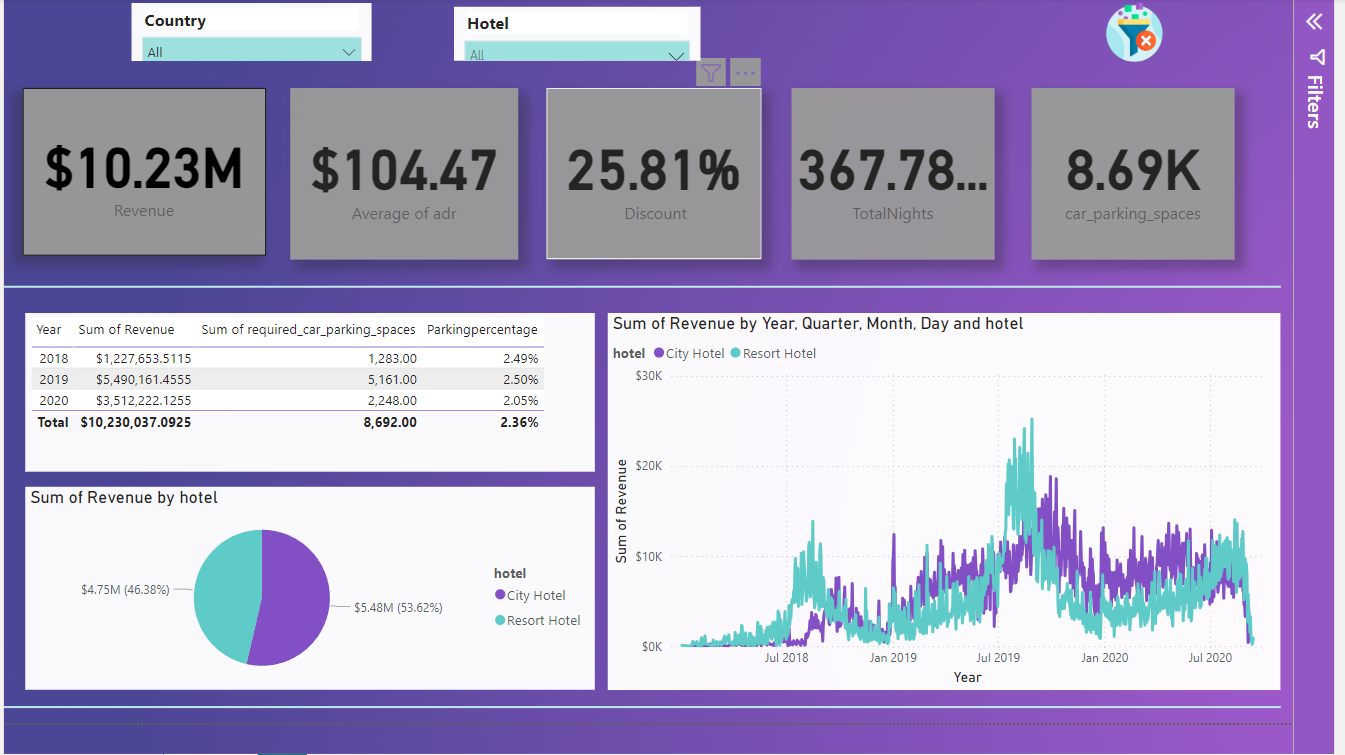 Country
All
Hotel
All
Filters
$10.23M
Revenue
$104.47
Average of adr
25.81%
Discount
367.78...
TotalNights
8.69K
car_parking_spaces
Year Sum of Revenue Sum of required_car_parking_spaces Parkingpercentage
2018 $1,227,653.5115 1,283.00 2.49%
2019 $5,490,161.4555 5,161.00 2.50%
2020 $3,512,222.1255 2,248.00 2.05%
Total $10,230,037.0925 8,692.00 2.36%
Sum of Revenue by hotel
$4.75M (46.38%)
$5.48M (53.62%)
hotel
City Hotel
Resort Hotel
Sum of Revenue by Year, Quarter, Month, Day and hotel
hotel City Hotel Resort Hotel
$30K
$20K
$10K
$0K
Sum of Revenue
Jul 2018 Jan 2019 Jul 2019 Jan 2020 Jul 2020
Year